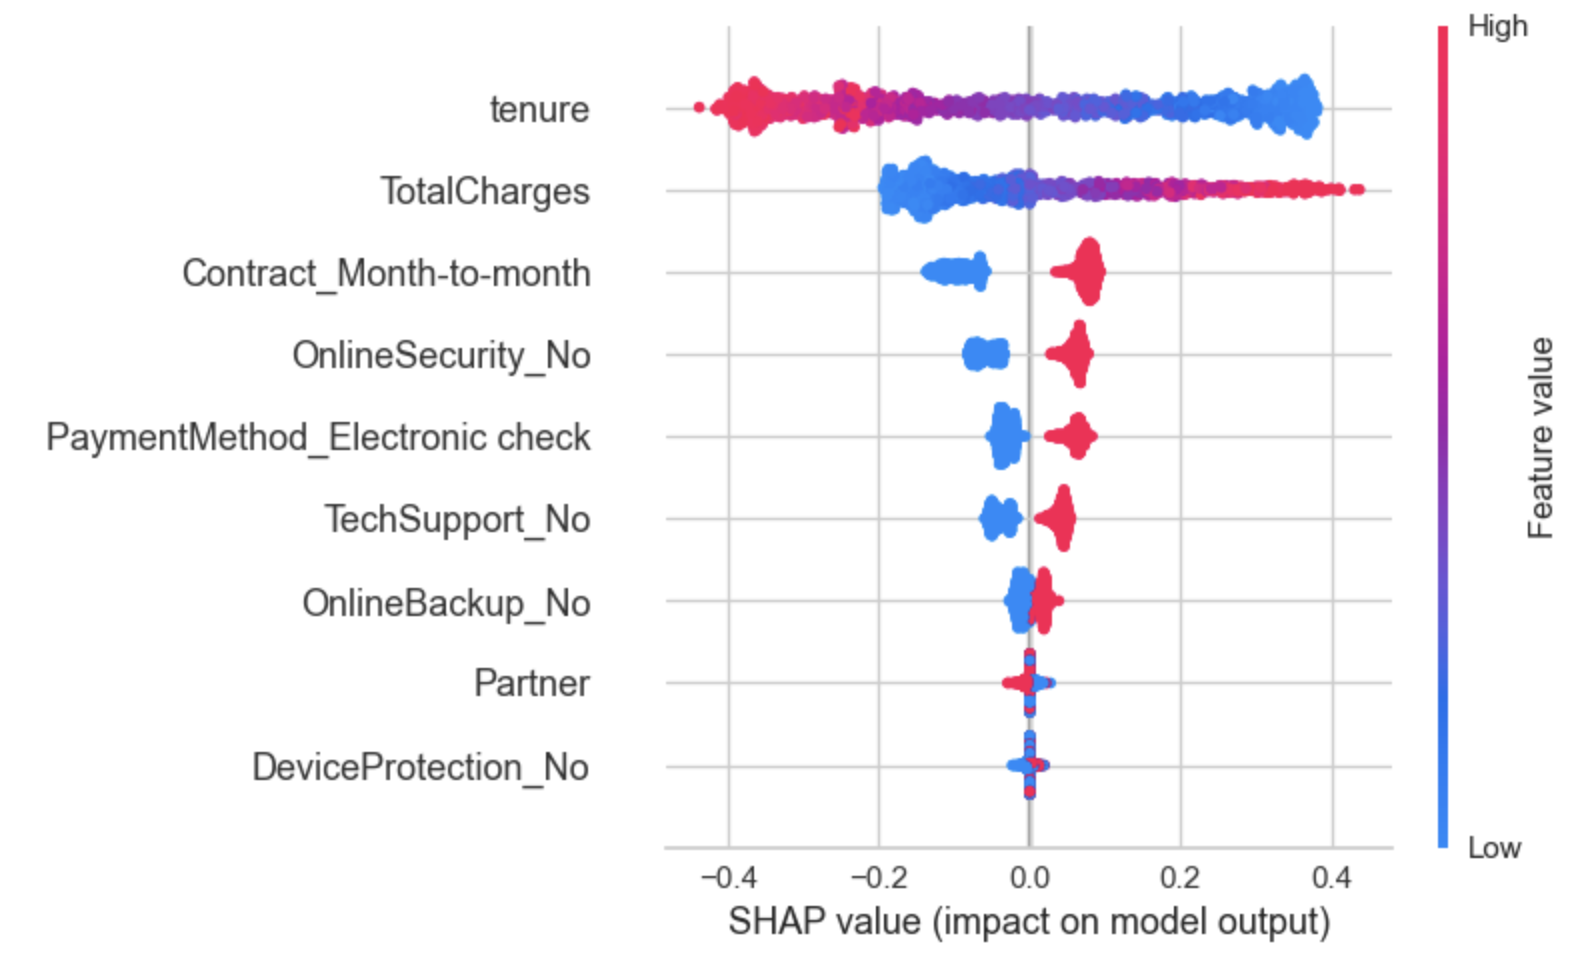 High
tenure
TotalCharges
Contract_Month-to-month
OnlineSecurity_No
PaymentMethod_Electronic check
TechSupport_No
OnlineBackup_No
Partner
DeviceProtection_No
Feature value
Low
−0.4 −0.2 0.0 0.2 0.4
SHAP value (impact on model output)